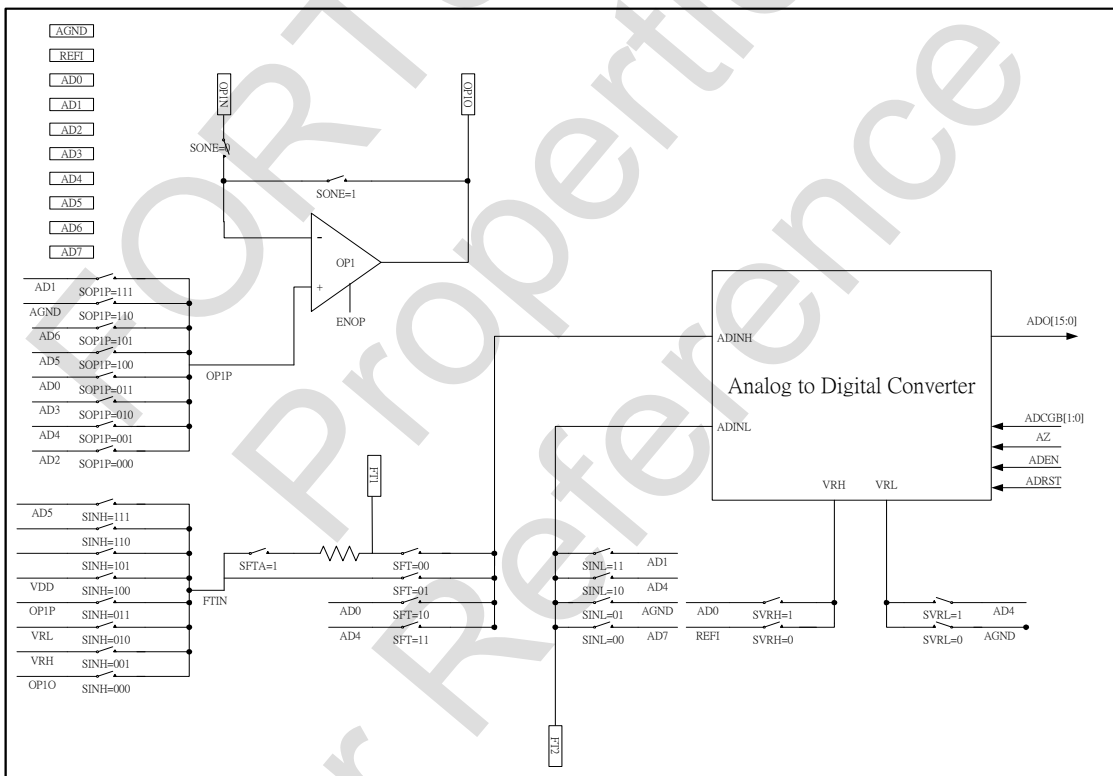 AGND
REFI
AD0
AD1
AD2
AD3
AD4
AD5
AD6
AD7
OP1N
OP1O
SONE=0
SONE=1
OP1
ENOP
AD1
SOP1P=111
AGND
SOP1P=110
AD6
SOP1P=101
AD5
SOP1P=100
AD0
SOP1P=011
AD3
SOP1P=010
AD4
SOP1P=001
AD2
SOP1P=000
OP1P
AD5
SINH=111
SINH=110
SINH=101
VDD
SINH=100
OP1P
SINH=011
VRL
SINH=010
VRH
SINH=001
OP1O
SINH=000
FTIN
SFTA=1
FT1
SFT=00
SFT=01
AD0
SFT=10
AD4
SFT=11
SINL=11
AD1
SINL=10
AD4
SINL=01
AGND
SINL=00
AD7
FT2
ADINH
ADINL
Analog to Digital Converter
VRH
VRL
ADO[15:0]
ADCGB[1:0]
AZ
ADEN
ADRST
AD0
SVRH=1
REFI
SVRH=0
SVRL=1
AD4
SVRL=0
AGND
FORT
Properti
r Reference